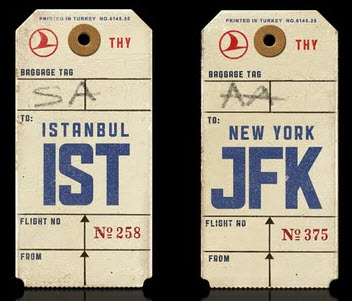 PRINTED IN TURKEY NO.6145.25
THY
BAGGAGE TAG
SA
TO:
ISTANBUL
IST
FLIGHT NO
Nº 258
FROM
PRINTED IN TURKEY NO.6145.25
THY
BAGGAGE TAG
AA
TO:
NEW YORK
JFK
FLIGHT NO
Nº 375
FROM